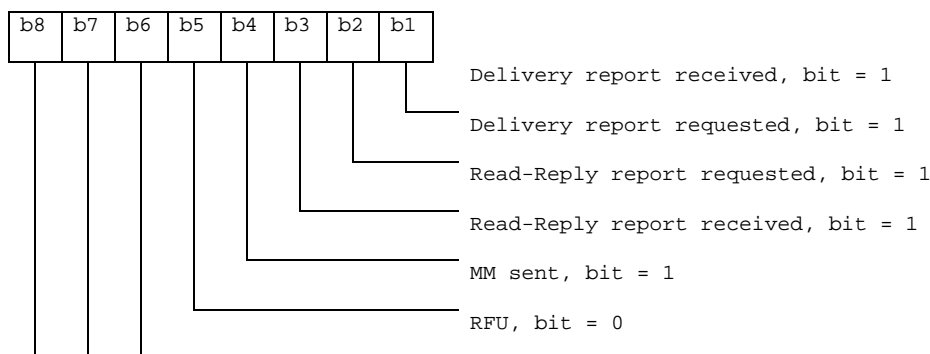 b8 b7 b6 b5 b4 b3 b2 b1
Delivery report received, bit = 1
Delivery report requested, bit = 1
Read-Reply report requested, bit = 1
Read-Reply report received, bit = 1
MM sent, bit = 1
RFU, bit = 0